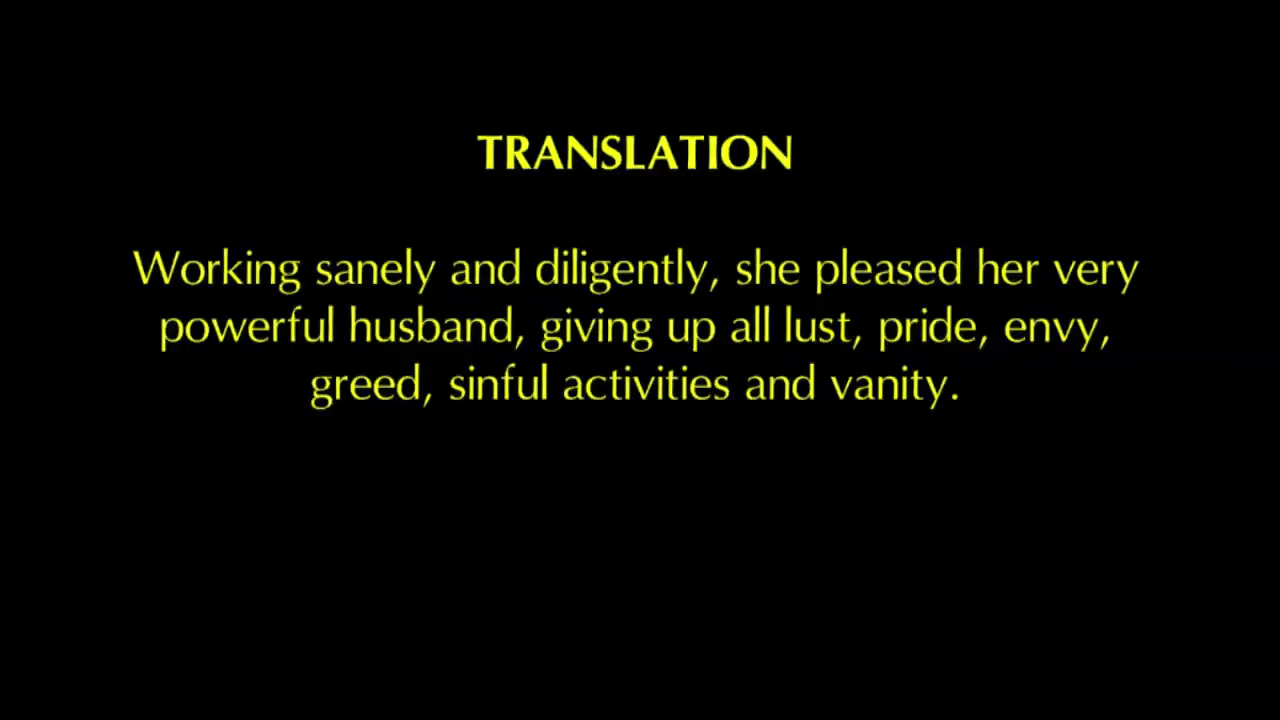 TRANSLATION
Working sanely and diligently, she pleased her very
powerful husband, giving up all lust, pride, envy,
greed, sinful activities and vanity.